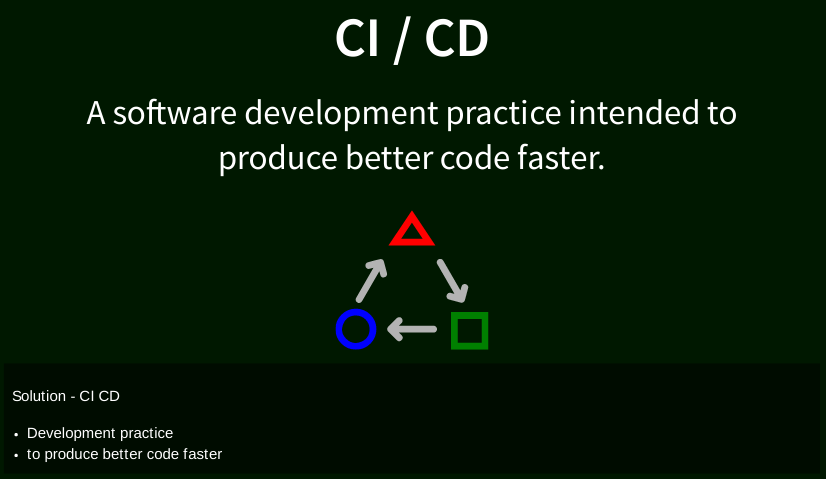 CI / CD
A software development practice intended to
produce better code faster.
Solution - CI CD
• Development practice
• to produce better code faster